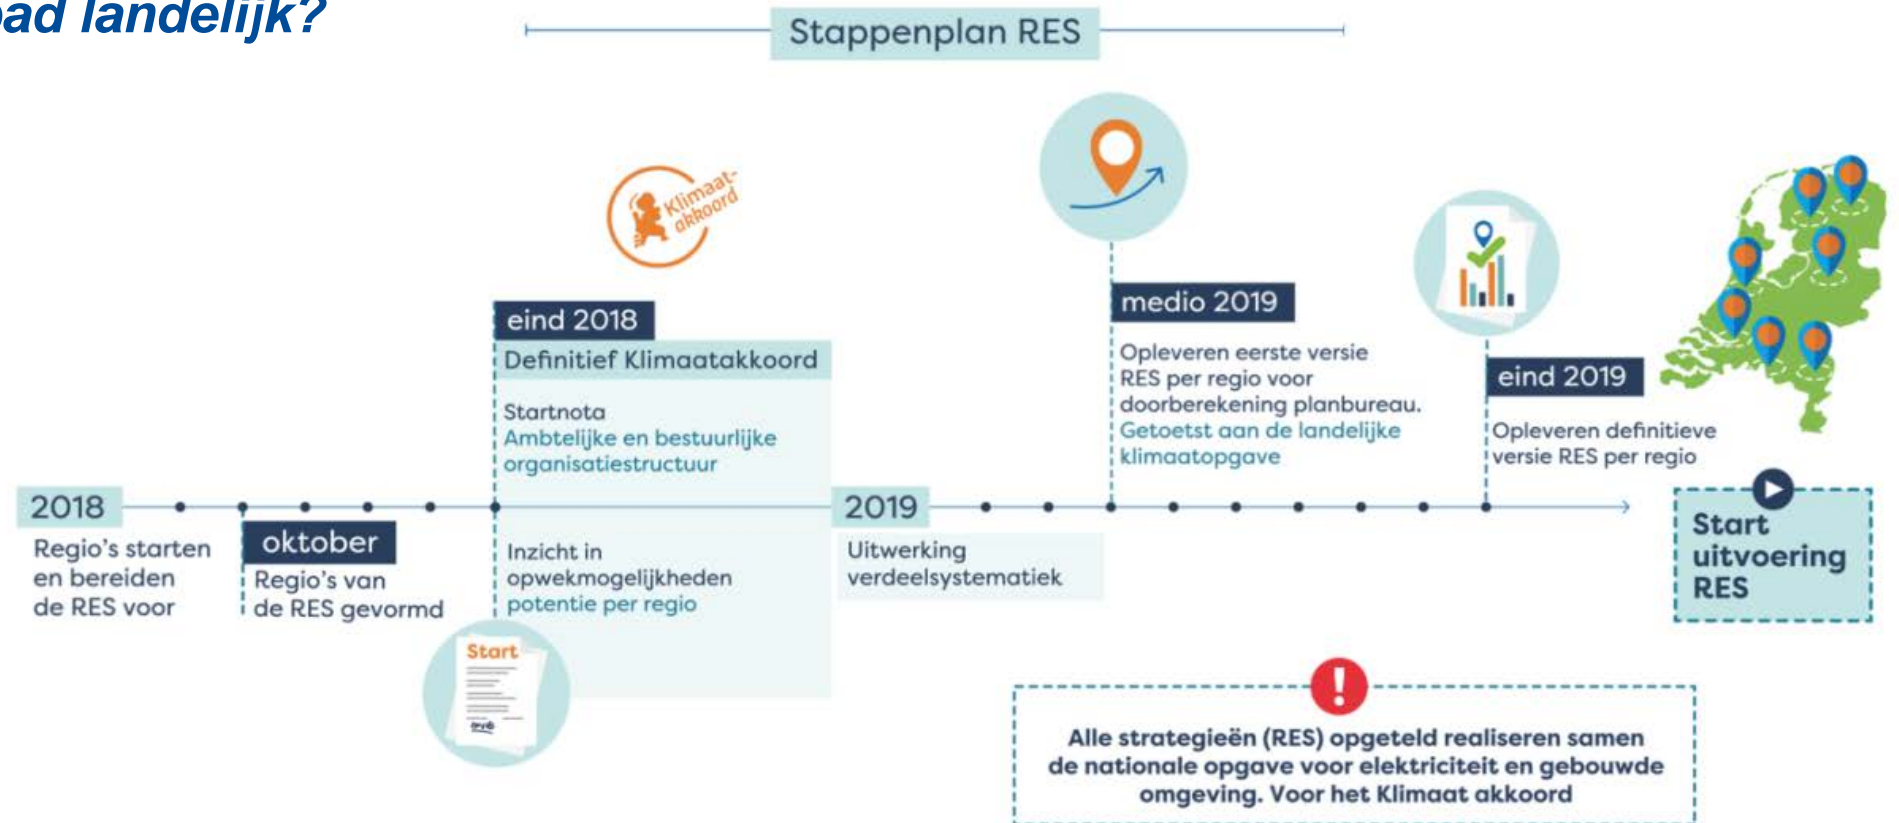 ad landelijk?
Stappenplan RES
Klimaat-
akkoord
eind 2018
Definitief Klimaatakkoord
Startnota
Ambtelijke en bestuurlijke
organisatiestructuur
medio 2019
Opleveren eerste versie
RES per regio voor
doorberekening planbureau.
Getoetst aan de landelijke
klimaatopgave
eind 2019
Opleveren definitieve
versie RES per regio
2018
Regio's starten
en bereiden
de RES voor
oktober
Regio's van
de RES gevormd
Inzicht in
opwekmogelijkheden
potentie per regio
Start
2019
Uitwerking
verdeelsystematiek
Start
uitvoering
RES
!
Alle strategieën (RES) opgeteld realiseren samen
de nationale opgave voor elektriciteit en gebouwde
omgeving. Voor het Klimaat akkoord